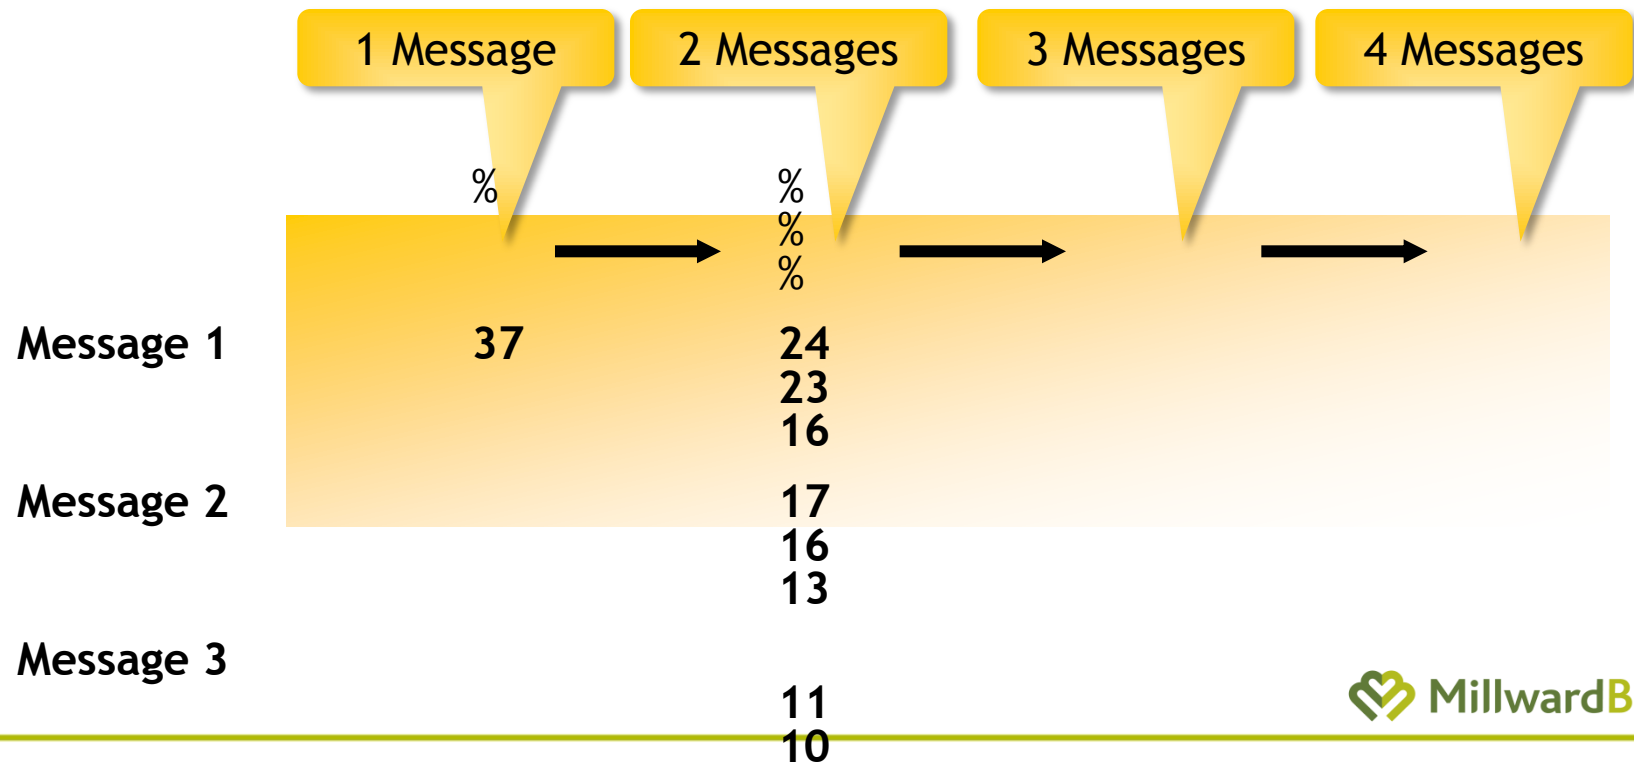 1 Message 2 Messages 3 Messages 4 Messages
% %
%
%
Message 1 37 24
23
16
Message 2 17
16
13
Message 3
11
10
MillwardB